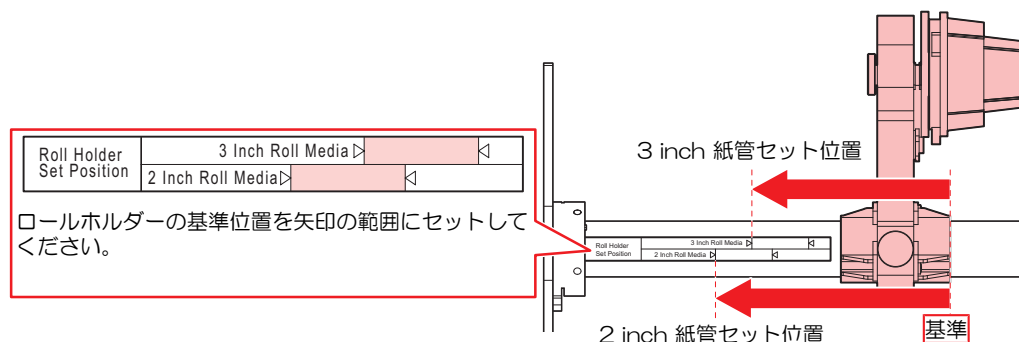 Roll Holder
Set Position
3 Inch Roll Media
2 Inch Roll Media
ロールホルダーの基準位置を矢印の範囲にセットして
ください。
3 inch 紙管セット位置
Roll Holder
Set Position
3 Inch Roll Media
2 Inch Roll Media
2 inch 紙管セット位置
基準